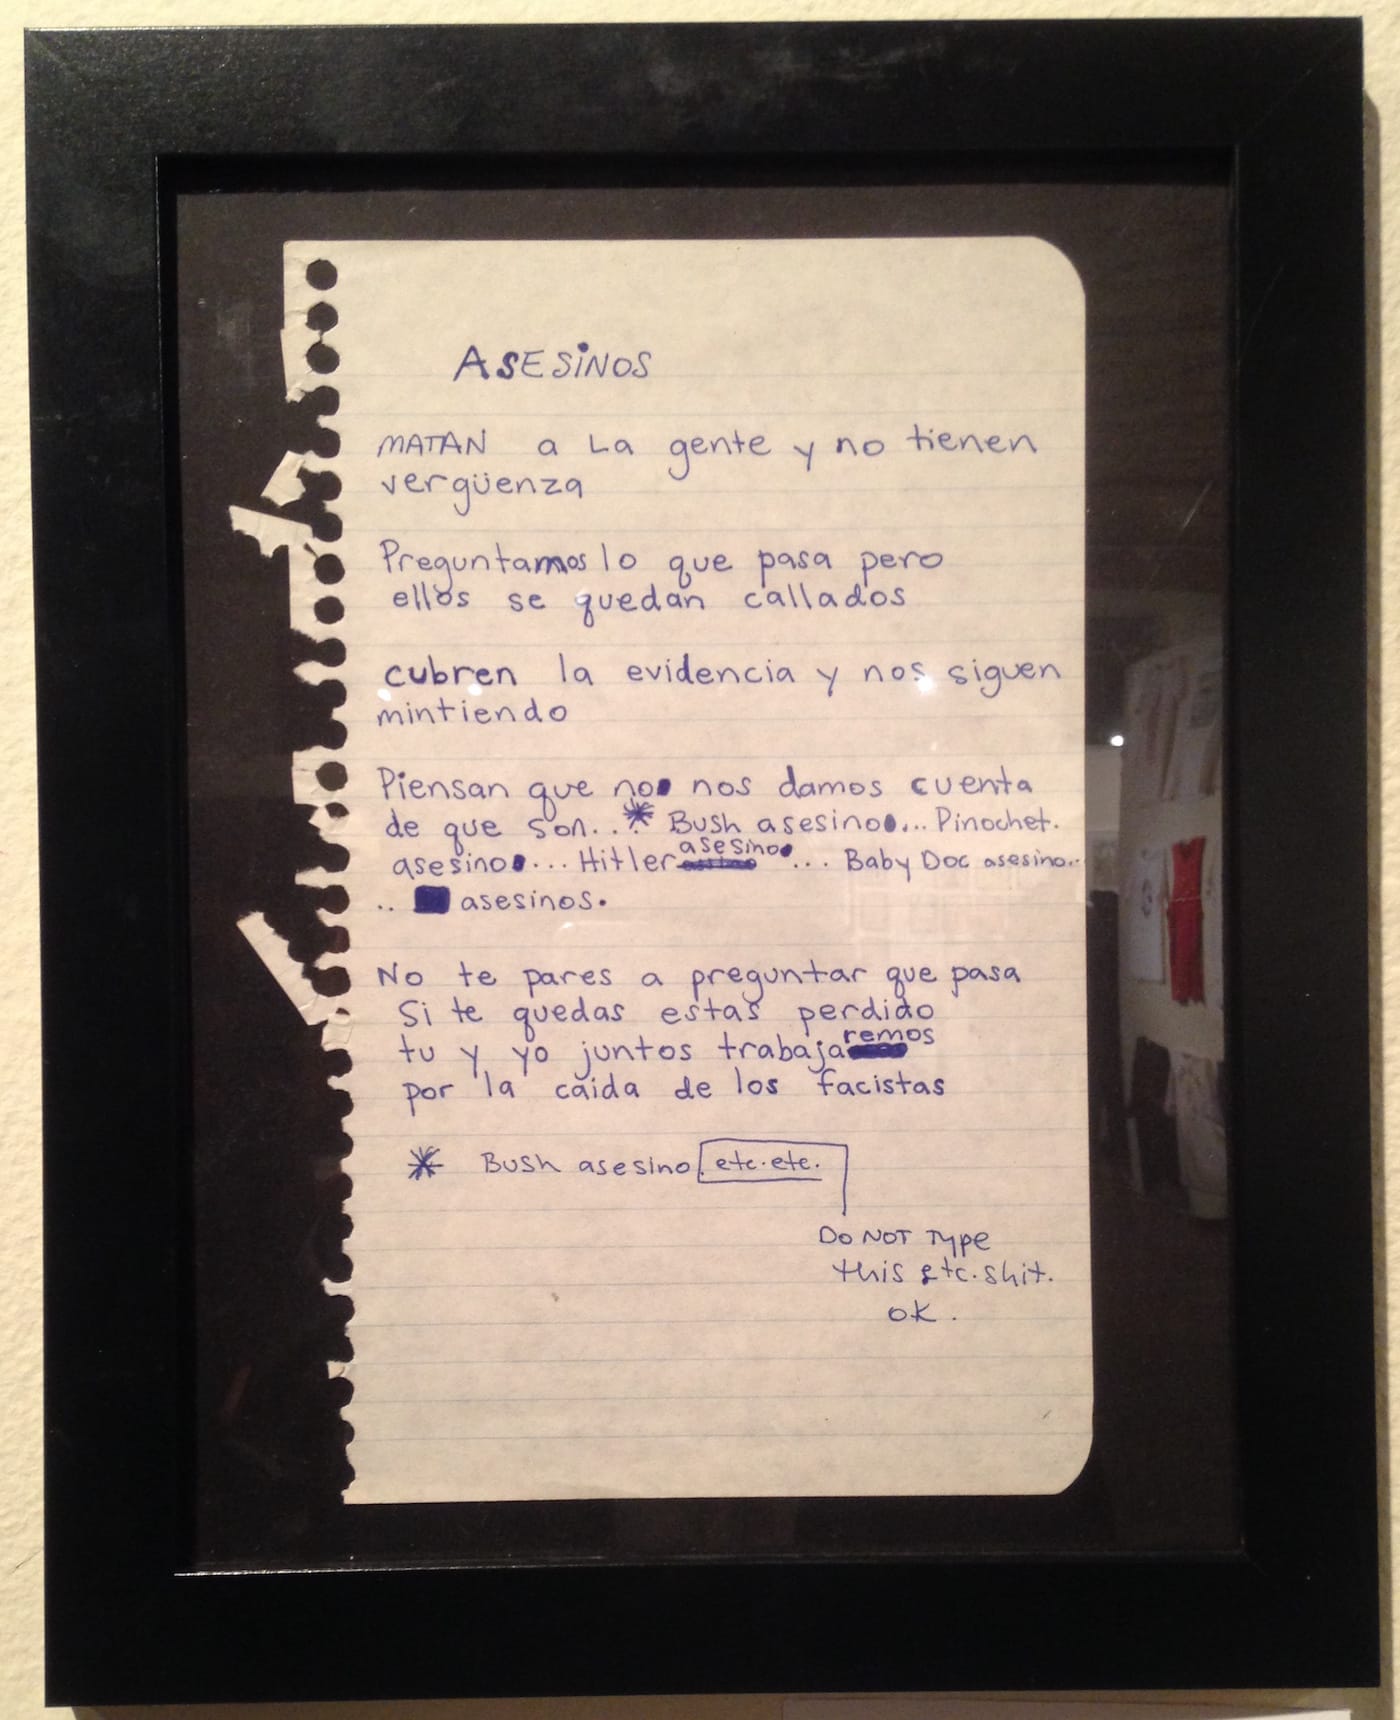 ASESiNOS
MATAN a La gente y no tienen
vergüenza
Preguntamos lo que pasa pero
ellos se quedan callados
cubren la evidencia y nos siguen
mintiendo
Piensan que no nos damos cuenta
de que son... * Bush asesino... Pinochet.
asesino... Hitler asesino ... Baby Doc asesino..
.. asesinos.
No te pares a preguntar que pasa
Si te quedas estas perdido
tu y yo juntos trabajaremos
por la caida de los facistas
* Bush asesino. etc. etc.
Do NOT Type
this etc. shit.
ok.